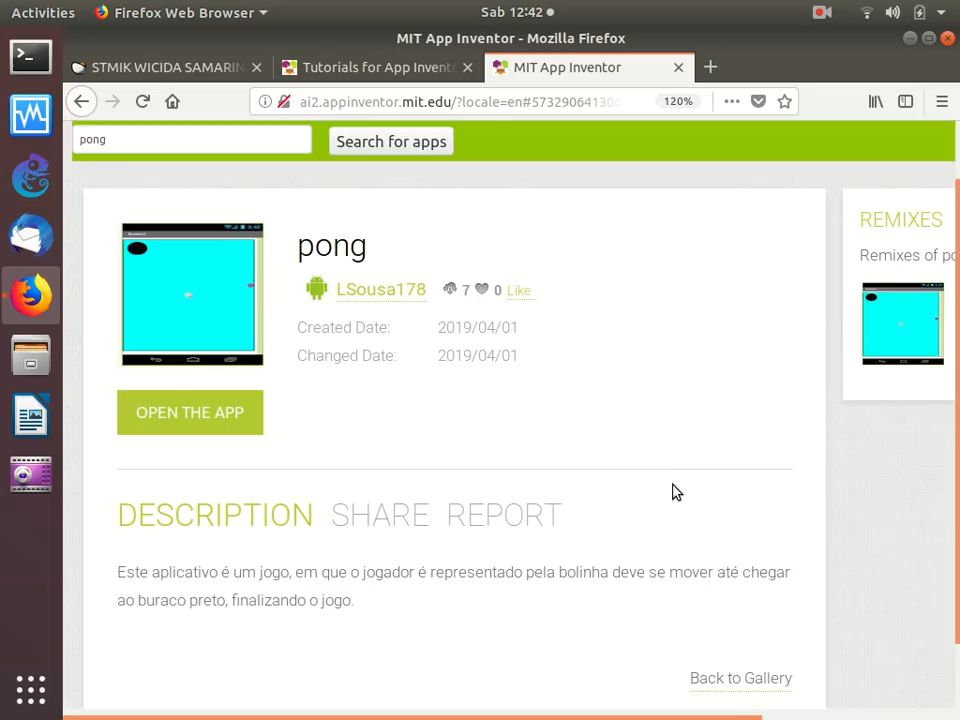 Activities Firefox Web Browser Sab 12:42
MIT App Inventor - Mozilla Firefox
STMIK WICIDA SAMARIN Tutorials for App Invent MIT App Inventor
ai2.appinventor.mit.edu/?locale=en#5732906413 120%
pong Search for apps
pong
LSousa178 7 0 Like
Created Date: 2019/04/01
Changed Date: 2019/04/01
OPEN THE APP
REMIXES
Remixes of po
DESCRIPTION SHARE REPORT
Este aplicativo é um jogo, em que o jogador é representado pela bolinha deve se mover até chegar
ao buraco preto, finalizando o jogo.
Back to Gallery